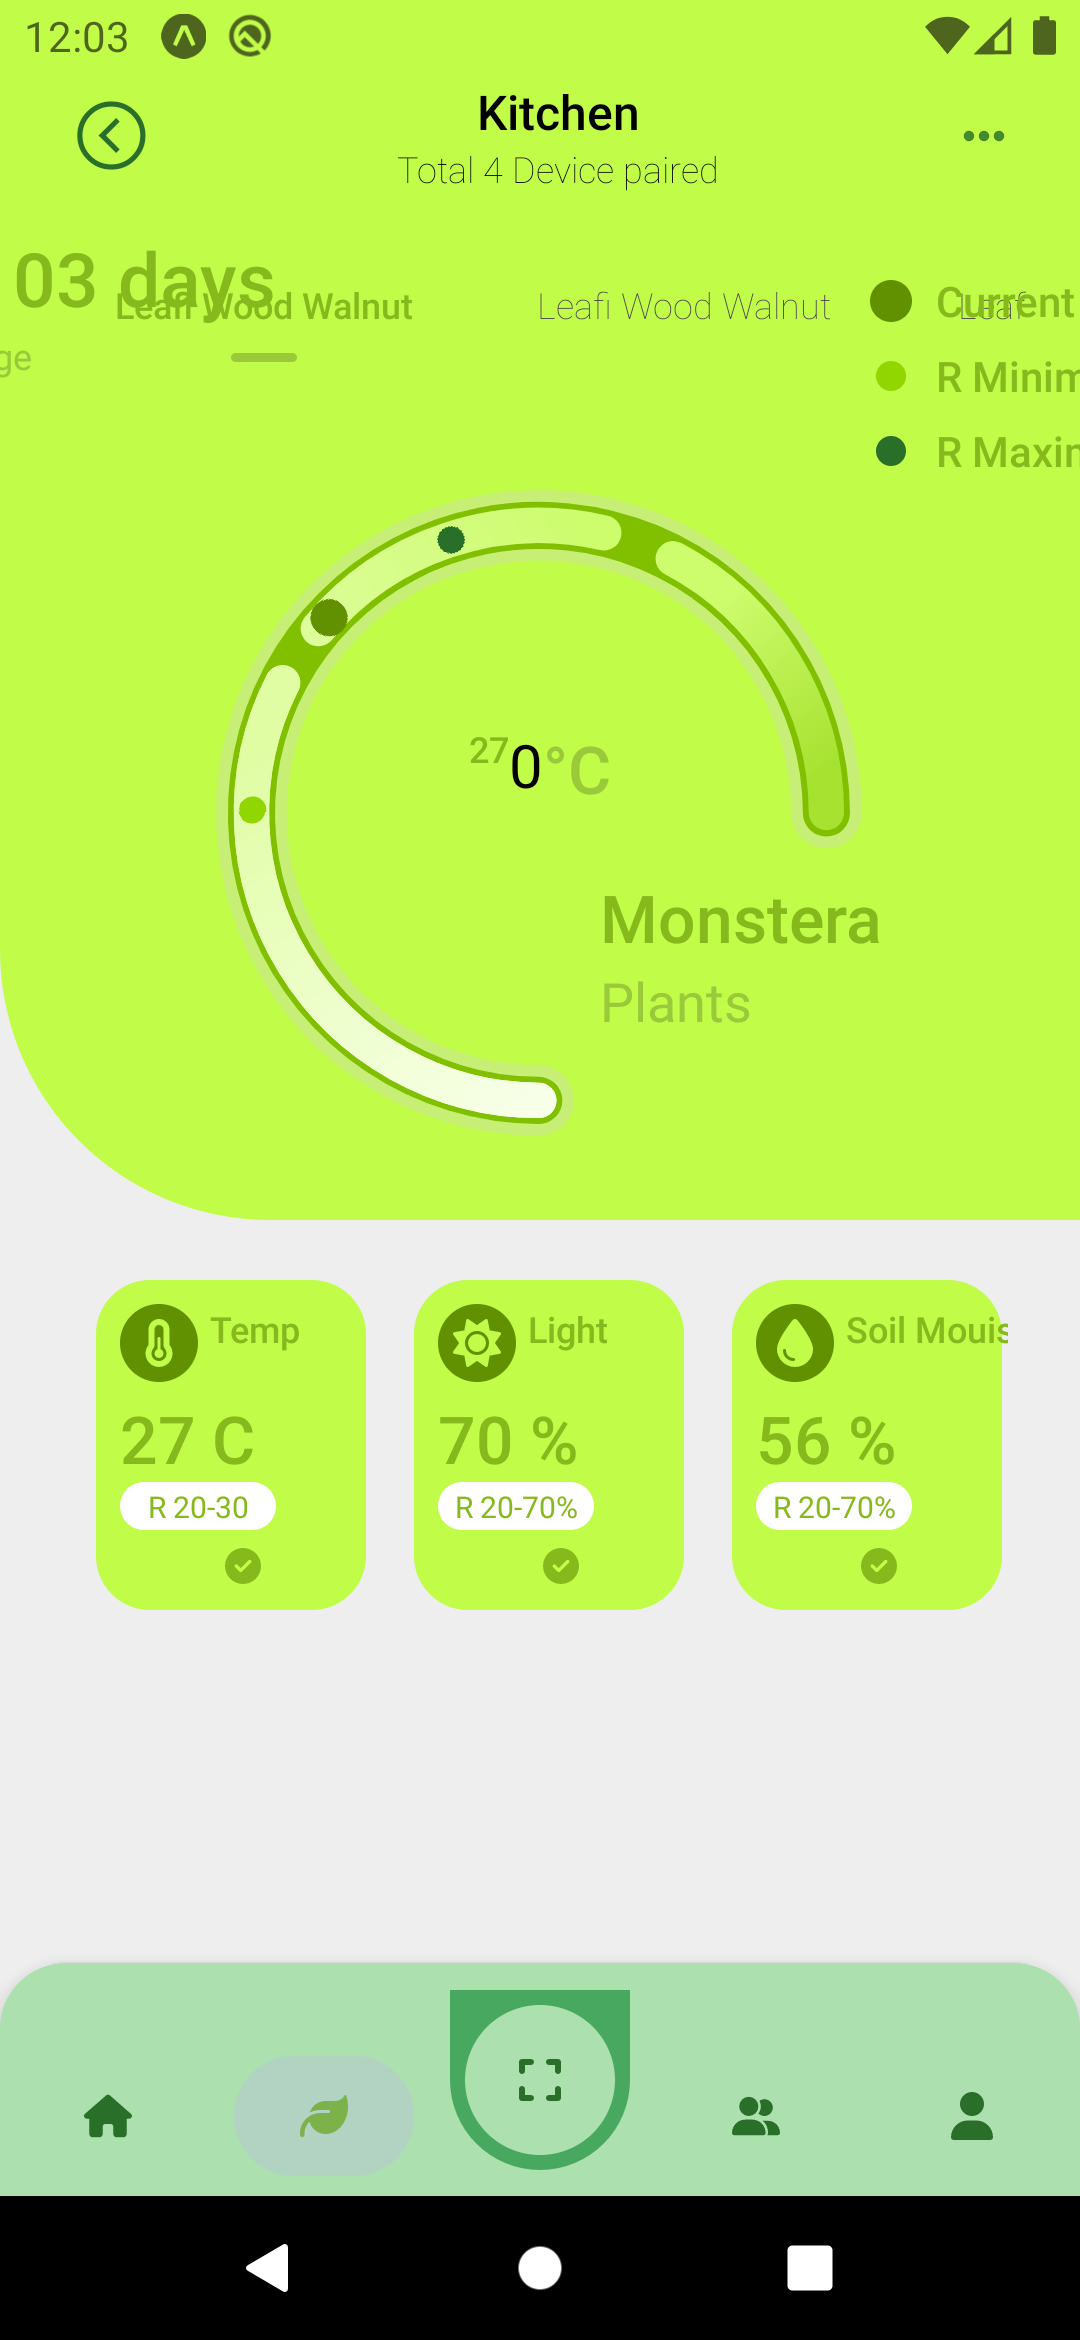 12:03
Kitchen
Total 4 Device paired
03 days
Leafi Wood Walnut
Leafi Wood Walnut
Leaf
Current
ge
R Minim
R Maxin
27
0°C
Monstera
Plants
Temp
Light
Soil Mouis
27 C
70 %
56 %
R 20-30
R 20-70%
R 20-70%